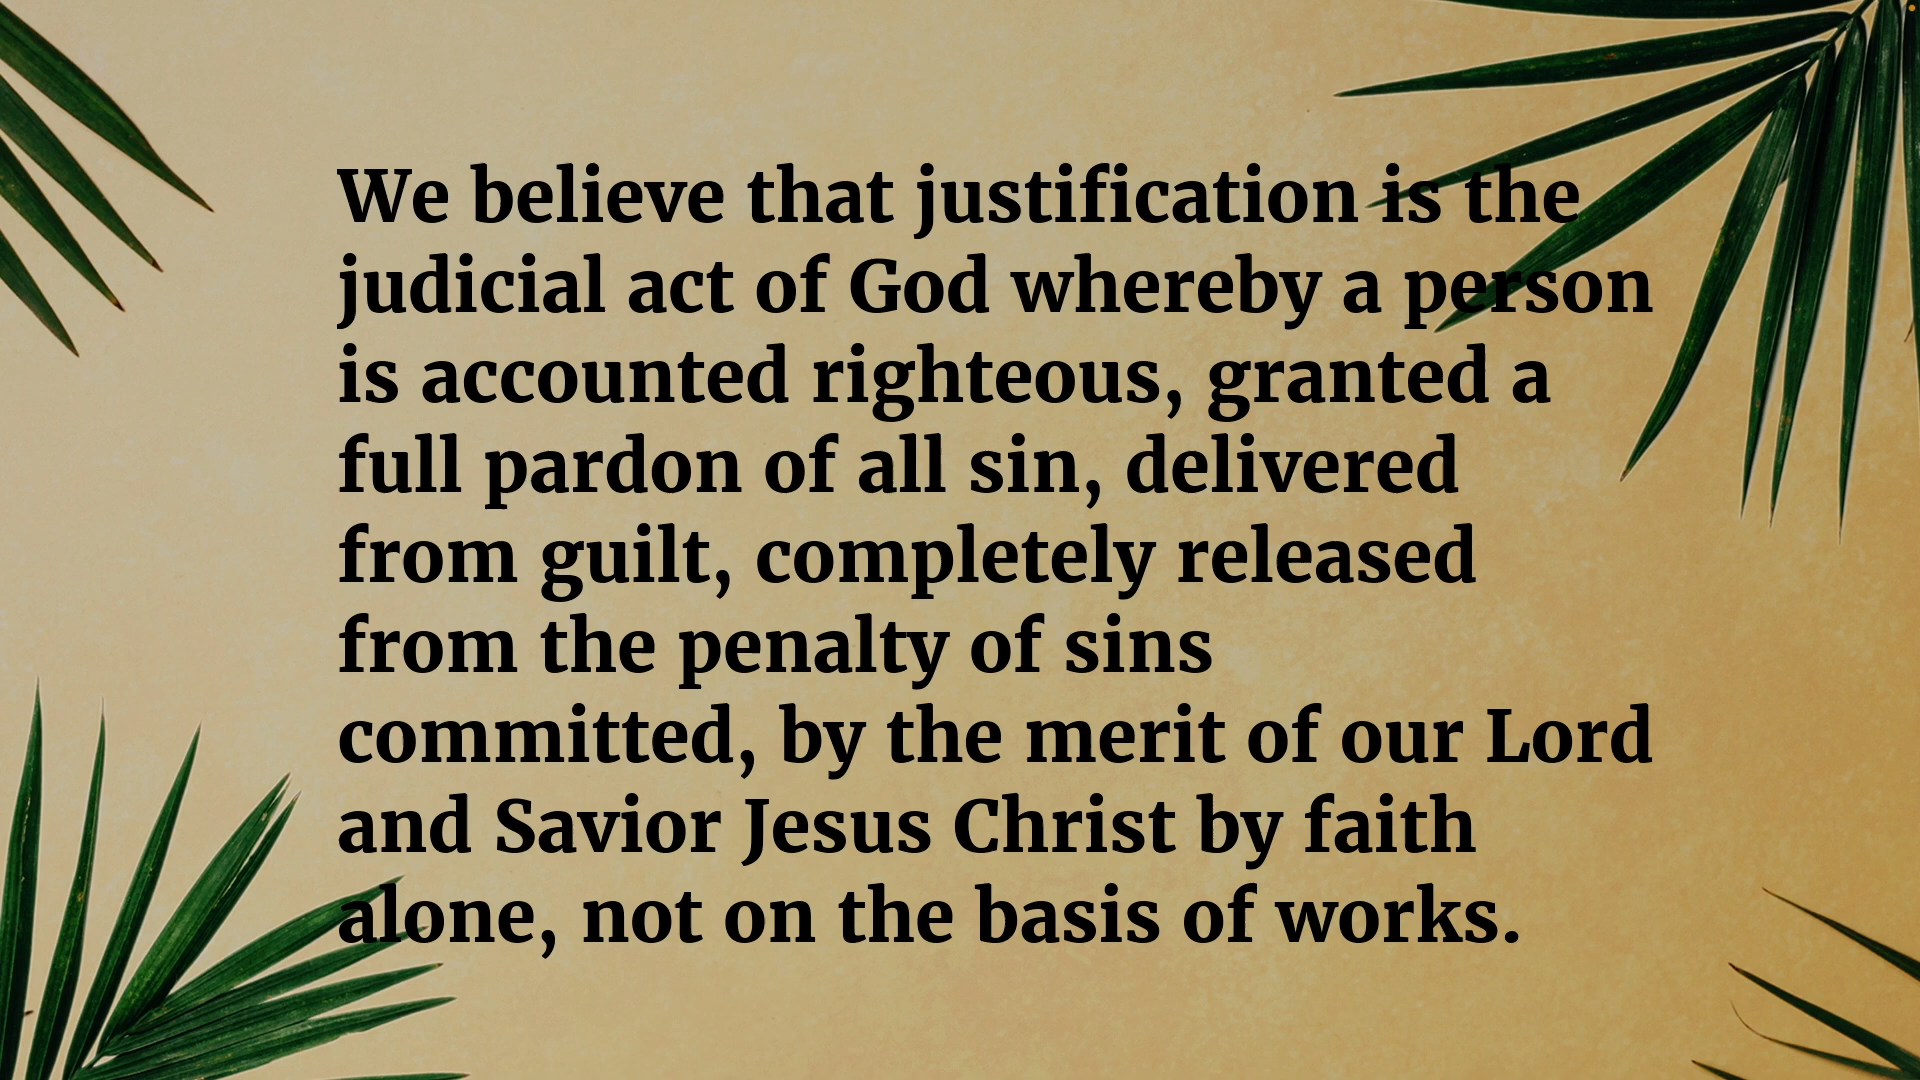 We believe that justification is the
judicial act of God whereby a person
is accounted righteous, granted a
full pardon of all sin, delivered
from guilt, completely released
from the penalty of sins
committed, by the merit of our Lord
and Savior Jesus Christ by faith
alone, not on the basis of works.